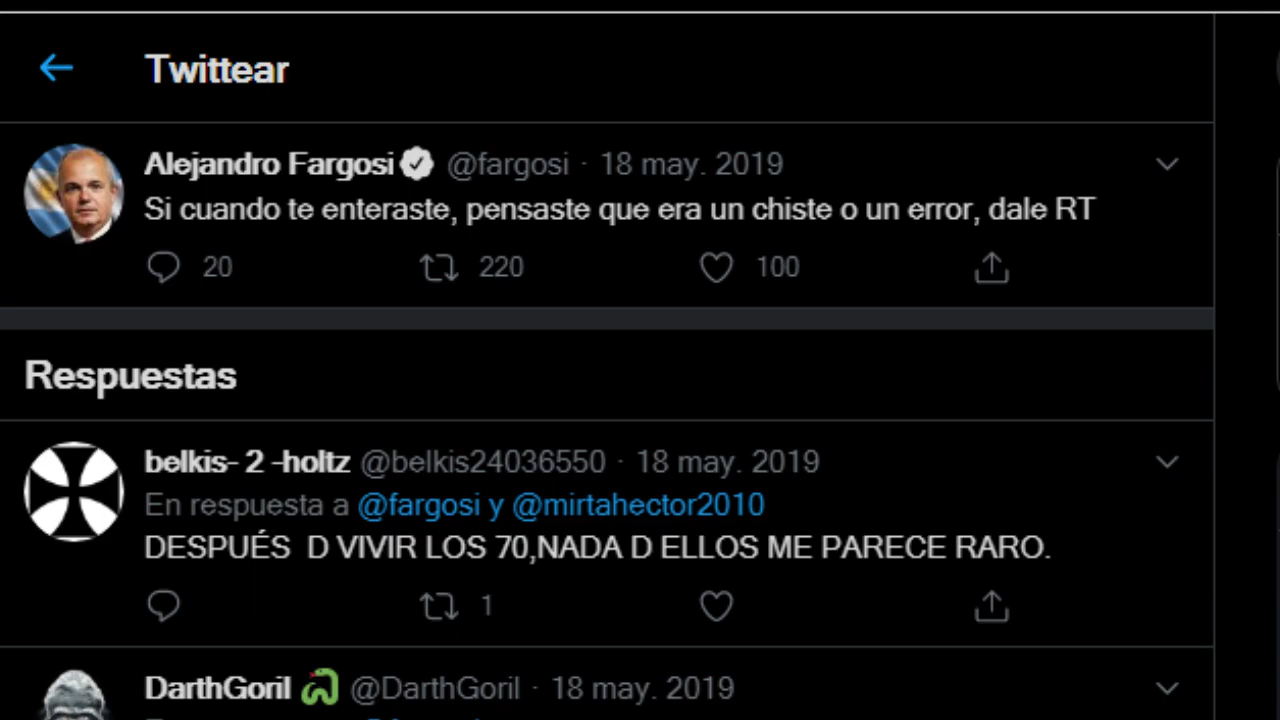 Twittear
Alejandro Fargosi @fargosi · 18 may. 2019
Si cuando te enteraste, pensaste que era un chiste o un error, dale RT
20 220 100
Respuestas
belkis- 2 -holtz @belkis24036550 · 18 may. 2019
En respuesta a @fargosi y @mirtahector2010
DESPUÉS D VIVIR LOS 70,NADA D ELLOS ME PARECE RARO.
1
DarthGoril @DarthGoril · 18 may. 2019